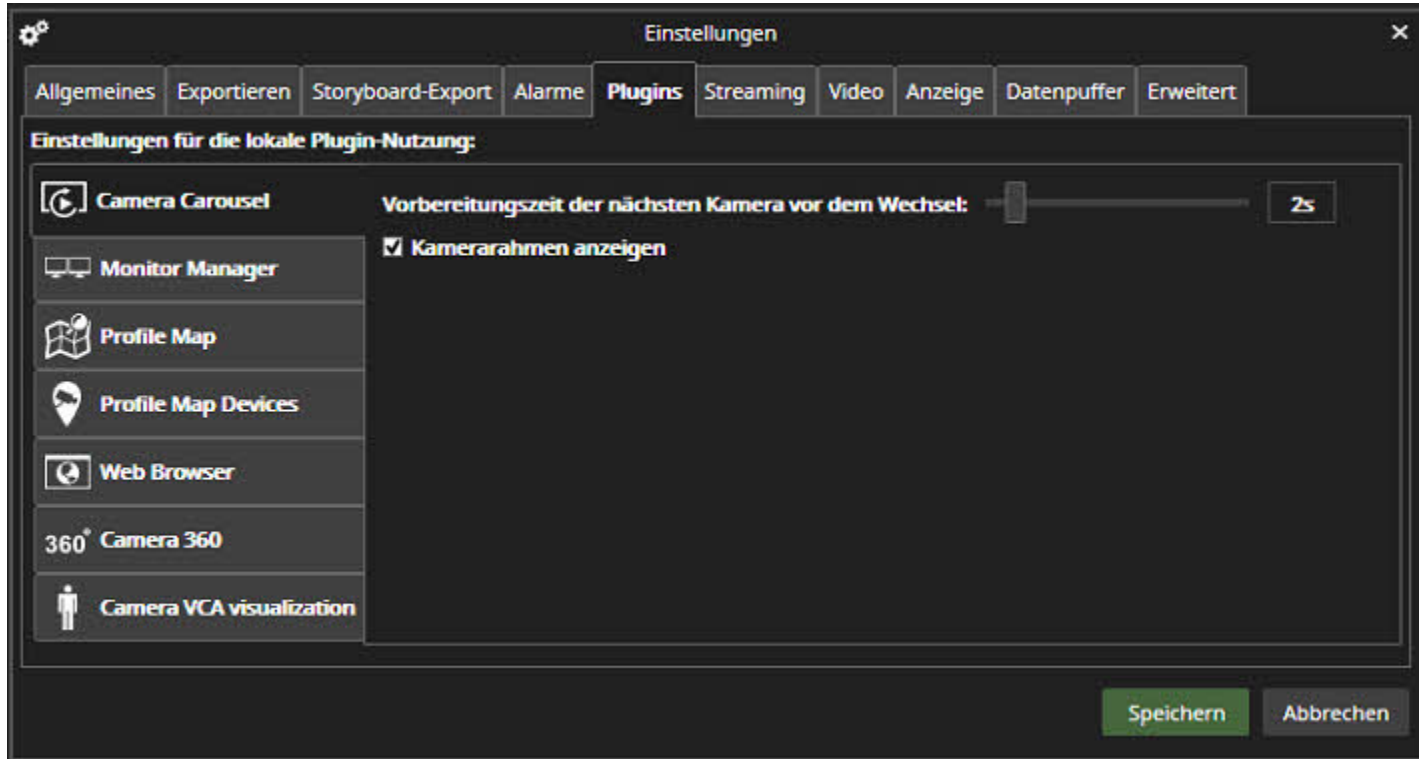 Einstellungen
Allgemeines Exportieren Storyboard-Export Alarme Plugins Streaming Video Anzeige Datenpuffer Erweitert
Einstellungen für die lokale Plugin-Nutzung:
Camera Carousel
Vorbereitungszeit der nächsten Kamera vor dem Wechsel: 2s
Kamerarahmen anzeigen
Monitor Manager
Profile Map
Profile Map Devices
Web Browser
360° Camera 360
Camera VCA visualization
Speichern Abbrechen